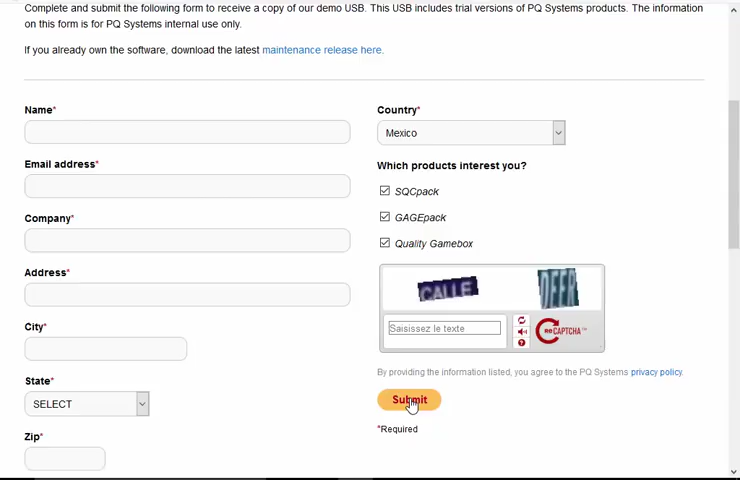 Complete and submit the following form to receive a copy of our demo USB. This USB includes trial versions of PQ Systems products. The information
on this form is for PQ Systems internal use only.
If you already own the software, download the latest maintenance release here.
Name*
Email address*
Company*
Address*
City*
State*
SELECT
Zip*
Country*
Mexico
Which products interest you?
SQCpack
GAGEpack
Quality Gamebox
CALLE DEER
Saisissez le texte
reCAPTCHA™
By providing the information listed, you agree to the PQ Systems privacy policy.
Submit
*Required